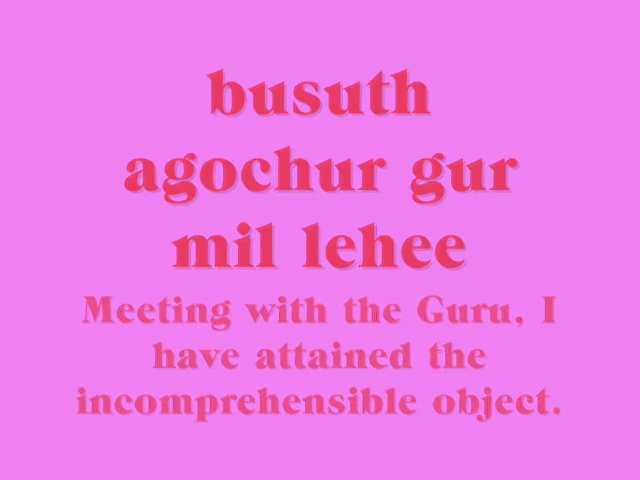 busuth
agochur gur
mil lehee
Meeting with the Guru, I
have attained the
incomprehensible object.